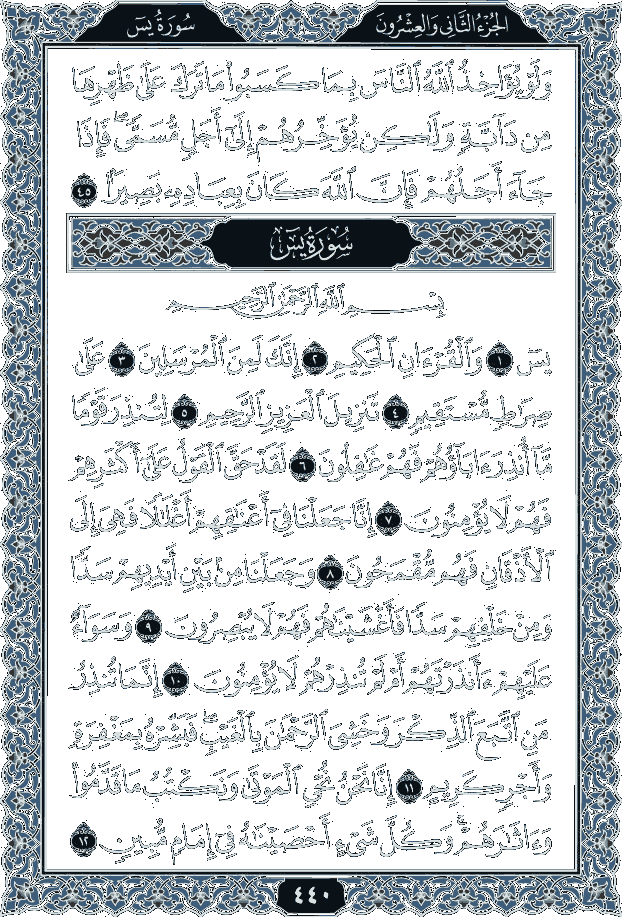 الجزء الثاني والعشرون
سورة يس
وَلَوْ يُؤَاخِذُ ٱللَّهُ ٱلنَّاسَ بِمَا كَسَبُوا۟ مَا تَرَكَ عَلَىٰ ظَهْرِهَا
مِن دَآبَّةٍ وَلَٰكِن يُؤَخِّرُهُمْ إِلَىٰٓ أَجَلٍ مُّسَمًّى ۖ فَإِذَا
جَآءَ أَجَلُهُمْ فَإِنَّ ٱللَّهَ كَانَ بِعِبَادِهِۦ بَصِيرًۢا ٤٥
سُورَةُ يسٓ
بِسْمِ ٱللَّهِ ٱلرَّحْمَٰنِ ٱلرَّحِيمِ
يسٓ ١ وَٱلْقُرْءَانِ ٱلْحَكِيمِ ٢ إِنَّكَ لَمِنَ ٱلْمُرْسَلِينَ ٣ عَلَىٰ
صِرَٰطٍ مُّسْتَقِيمٍ ٤ تَنزِيلَ ٱلْعَزِيزِ ٱلرَّحِيمِ ٥ لِتُنذِرَ قَوْمًا
مَّآ أُنذِرَ ءَابَآؤُهُمْ فَهُمْ غَٰفِلُونَ ٦ لَقَدْ حَقَّ ٱلْقَوْلُ عَلَىٰٓ أَكْثَرِهِمْ
فَهُمْ لَا يُؤْمِنُونَ ٧ إِنَّا جَعَلْنَا فِىٓ أَعْنَٰقِهِمْ أَغْلَٰلًا فَهِىَ إِلَى
ٱلْأَذْقَانِ فَهُم مُّقْمَحُونَ ٨ وَجَعَلْنَا مِنۢ بَيْنِ أَيْدِيهِمْ سَدًّا
وَمِنْ خَلْفِهِمْ سَدًّا فَأَغْشَيْنَٰهُمْ فَهُمْ لَا يُبْصِرُونَ ٩ وَسَوَآءٌ
عَلَيْهِمْ ءَأَنذَرْتَهُمْ أَمْ لَمْ تُنذِرْهُمْ لَا يُؤْمِنُونَ ١٠ إِنَّمَا تُنذِرُ
مَنِ ٱتَّبَعَ ٱلذِّكْرَ وَخَشِىَ ٱلرَّحْمَٰنَ بِٱلْغَيْبِ ۖ فَبَشِّرْهُ بِمَغْفِرَةٍ
وَأَجْرٍ كَرِيمٍ ١١ إِنَّا نَحْنُ نُحْىِ ٱلْمَوْتَىٰ وَنَكْتُبُ مَا قَدَّمُوا۟
وَءَاثَٰرَهُمْ ۚ وَكُلَّ شَىْءٍ أَحْصَيْنَٰهُ فِىٓ إِمَامٍ مُّبِينٍ ١٢
٤٤٠